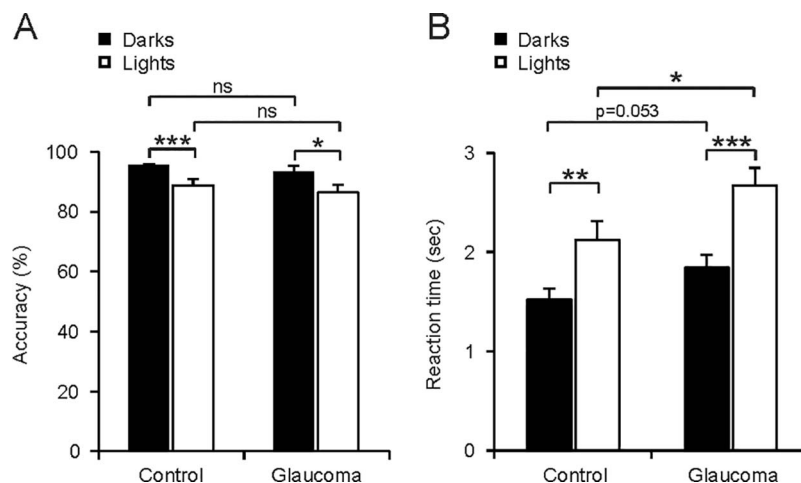 A
Darks
Lights
ns
ns
***
*
Accuracy (%)
100
80
60
40
20
0
Control
Glaucoma
B
Darks
Lights
*
p=0.053
**
***
Reaction time (sec)
3
2
1
0
Control
Glaucoma